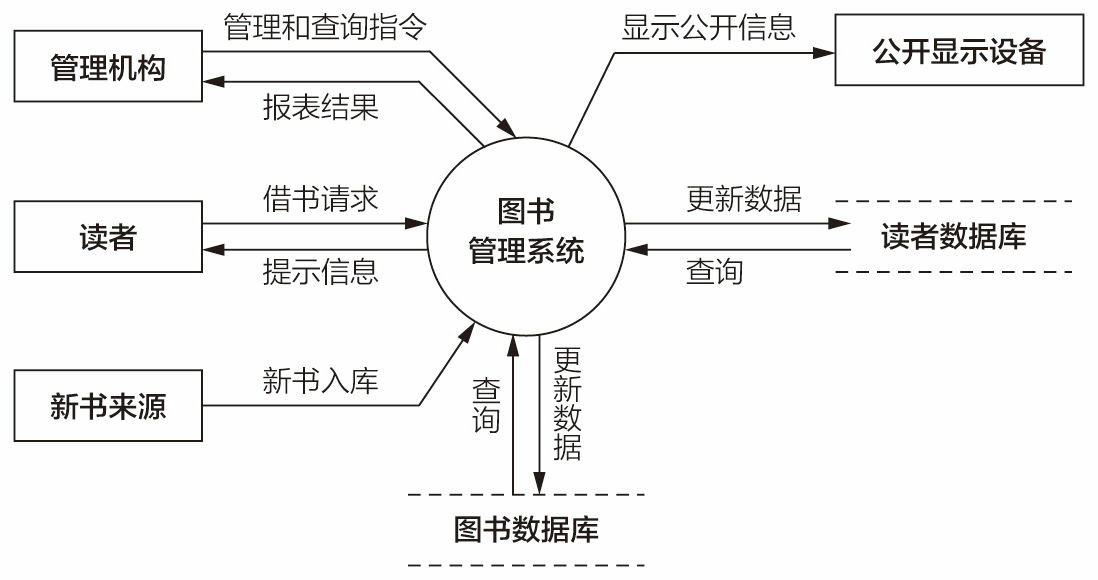 管理和查询指令
显示公开信息
管理机构
公开显示设备
报表结果
借书请求
更新数据
图书
管理系统
读者
读者数据库
提示信息
查询
新书入库
新书来源
查询
更新数据
图书数据库